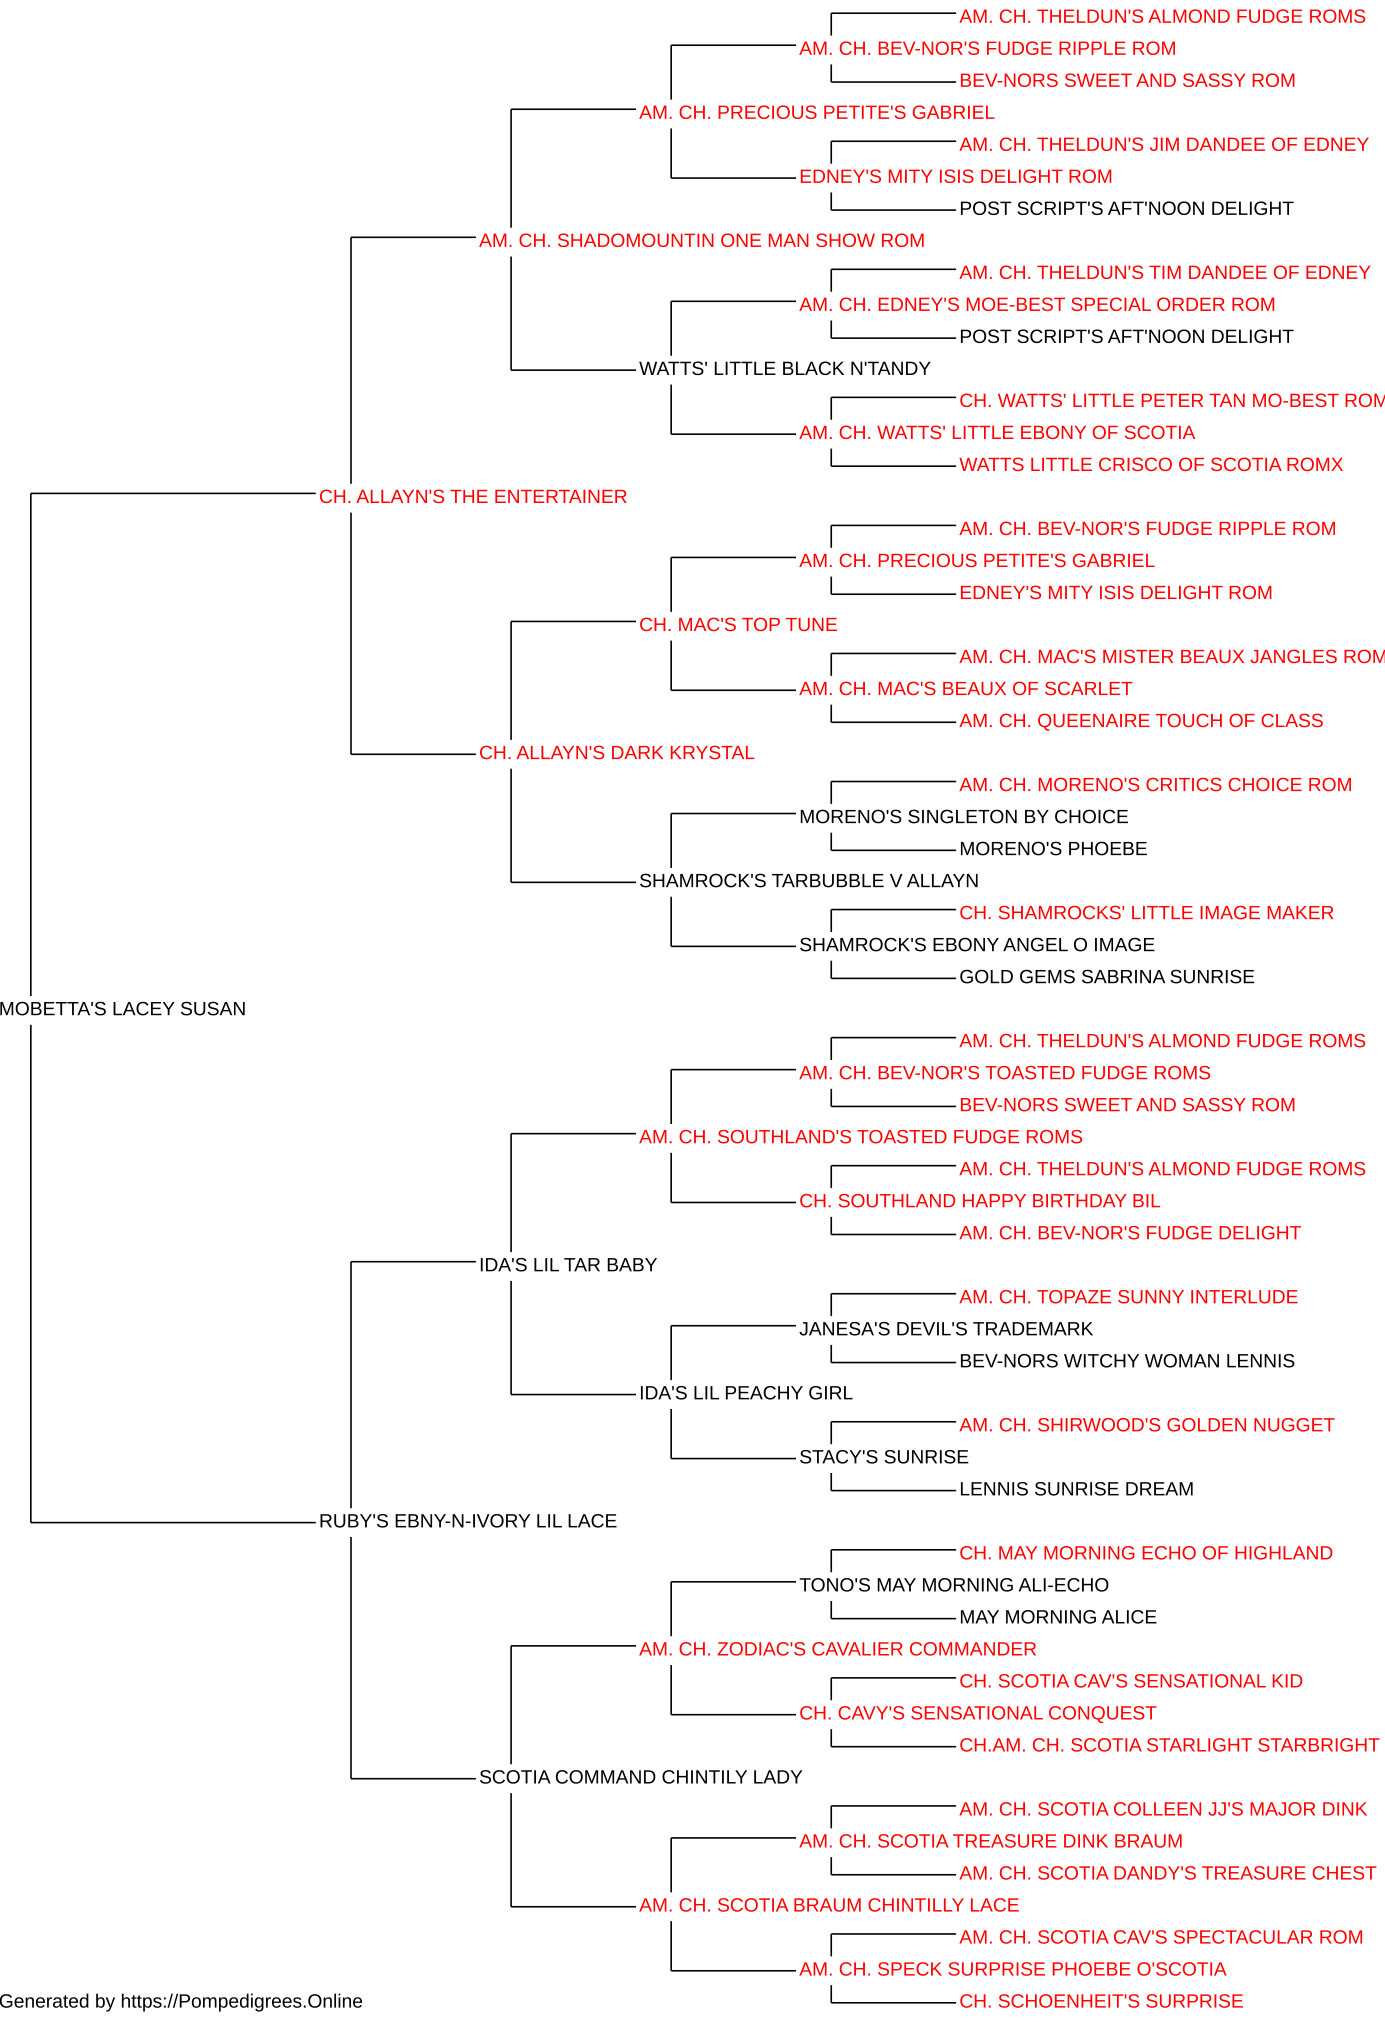 AM. CH. THELDUN'S ALMOND FUDGE ROMS
AM. CH. BEV-NOR'S FUDGE RIPPLE ROM
BEV-NORS SWEET AND SASSY ROM
AM. CH. PRECIOUS PETITE'S GABRIEL
AM. CH. THELDUN'S JIM DANDEE OF EDNEY
EDNEY'S MITY ISIS DELIGHT ROM
POST SCRIPT'S AFT'NOON DELIGHT
AM. CH. SHADOMOUNTIN ONE MAN SHOW ROM
AM. CH. THELDUN'S TIM DANDEE OF EDNEY
AM. CH. EDNEY'S MOE-BEST SPECIAL ORDER ROM
POST SCRIPT'S AFT'NOON DELIGHT
WATTS' LITTLE BLACK N'TANDY
CH. WATTS' LITTLE PETER TAN MO-BEST ROM
AM. CH. WATTS' LITTLE EBONY OF SCOTIA
WATTS LITTLE CRISCO OF SCOTIA ROMX
CH. ALLAYN'S THE ENTERTAINER
AM. CH. BEV-NOR'S FUDGE RIPPLE ROM
AM. CH. PRECIOUS PETITE'S GABRIEL
EDNEY'S MITY ISIS DELIGHT ROM
CH. MAC'S TOP TUNE
AM. CH. MAC'S MISTER BEAUX JANGLES ROM
AM. CH. MAC'S BEAUX OF SCARLET
AM. CH. QUEENAIRE TOUCH OF CLASS
CH. ALLAYN'S DARK KRYSTAL
AM. CH. MORENO'S CRITICS CHOICE ROM
MORENO'S SINGLETON BY CHOICE
MORENO'S PHOEBE
SHAMROCK'S TARBUBBLE V ALLAYN
CH. SHAMROCKS' LITTLE IMAGE MAKER
SHAMROCK'S EBONY ANGEL O IMAGE
GOLD GEMS SABRINA SUNRISE
MOBETTA'S LACEY SUSAN
AM. CH. THELDUN'S ALMOND FUDGE ROMS
AM. CH. BEV-NOR'S TOASTED FUDGE ROMS
BEV-NORS SWEET AND SASSY ROM
AM. CH. SOUTHLAND'S TOASTED FUDGE ROMS
AM. CH. THELDUN'S ALMOND FUDGE ROMS
CH. SOUTHLAND HAPPY BIRTHDAY BIL
AM. CH. BEV-NOR'S FUDGE DELIGHT
IDA'S LIL TAR BABY
AM. CH. TOPAZE SUNNY INTERLUDE
JANESA'S DEVIL'S TRADEMARK
BEV-NORS WITCHY WOMAN LENNIS
IDA'S LIL PEACHY GIRL
AM. CH. SHIRWOOD'S GOLDEN NUGGET
STACY'S SUNRISE
LENNIS SUNRISE DREAM
RUBY'S EBNY-N-IVORY LIL LACE
CH. MAY MORNING ECHO OF HIGHLAND
TONO'S MAY MORNING ALI-ECHO
MAY MORNING ALICE
AM. CH. ZODIAC'S CAVALIER COMMANDER
CH. SCOTIA CAV'S SENSATIONAL KID
CH. CAVY'S SENSATIONAL CONQUEST
CH.AM. CH. SCOTIA STARLIGHT STARBRIGHT
SCOTIA COMMAND CHINTILY LADY
AM. CH. SCOTIA COLLEEN JJ'S MAJOR DINK
AM. CH. SCOTIA TREASURE DINK BRAUM
AM. CH. SCOTIA DANDY'S TREASURE CHEST
AM. CH. SCOTIA BRAUM CHINTILLY LACE
AM. CH. SCOTIA CAV'S SPECTACULAR ROM
AM. CH. SPECK SURPRISE PHOEBE O'SCOTIA
CH. SCHOENHEIT'S SURPRISE
Generated by https://Pompedigrees.Online